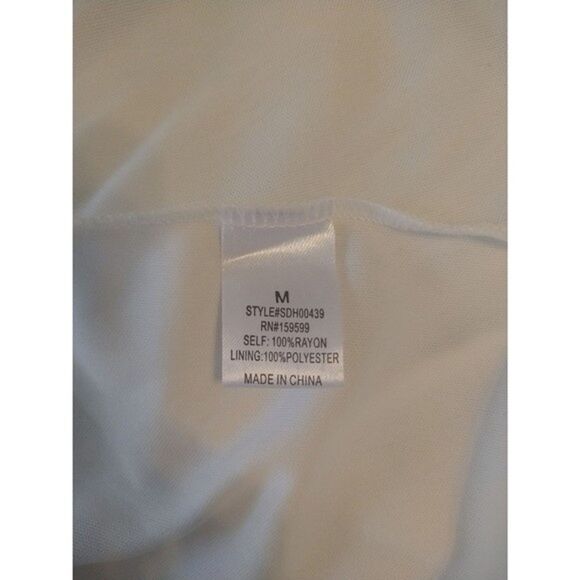 M
STYLE#SDH00439
RN#159599
SELF: 100%RAYON
LINING:100%POLYESTER
MADE IN CHINA